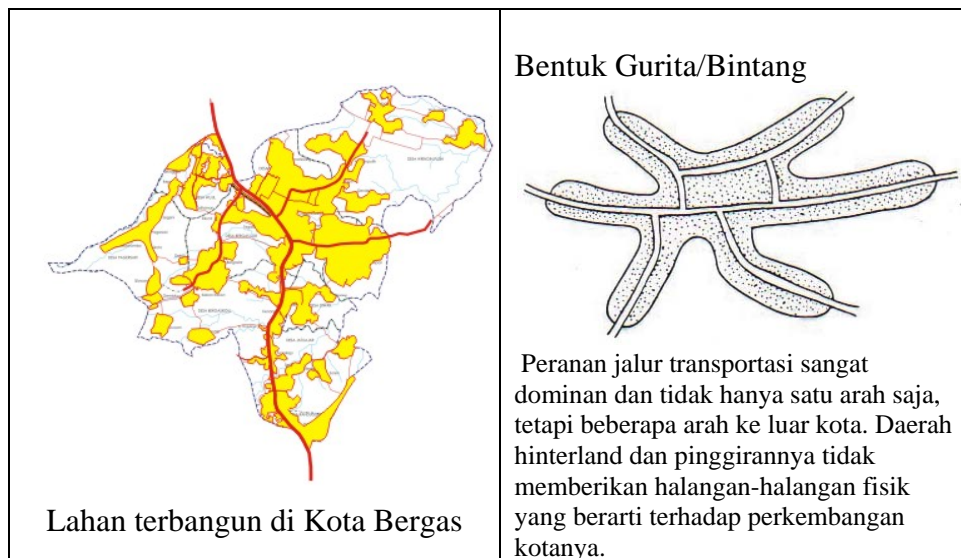 Lahan terbangun di Kota Bergas
Bentuk Gurita/Bintang
Peranan jalur transportasi sangat
dominan dan tidak hanya satu arah saja,
tetapi beberapa arah ke luar kota. Daerah
hinterland dan pinggirannya tidak
memberikan halangan-halangan fisik
yang berarti terhadap perkembangan
kotanya.